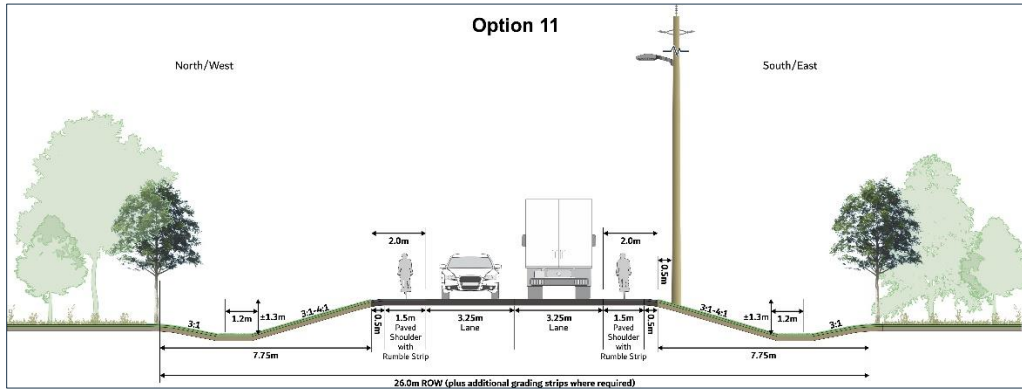 Option 11
North/West
South/East
2.0m
2.0m
0.5m
3:1
1.2m
±1.3m
3:1-4:1
0.5m
1.5m
Paved
Shoulder
with
Rumble Strip
3.25m
Lane
3.25m
Lane
1.5m
Paved
Shoulder
with
Rumble Strip
0.5m
3:1-4:1
±1.3m
1.2m
3:1
7.75m
7.75m
26.0m ROW (plus additional grading strips where required)